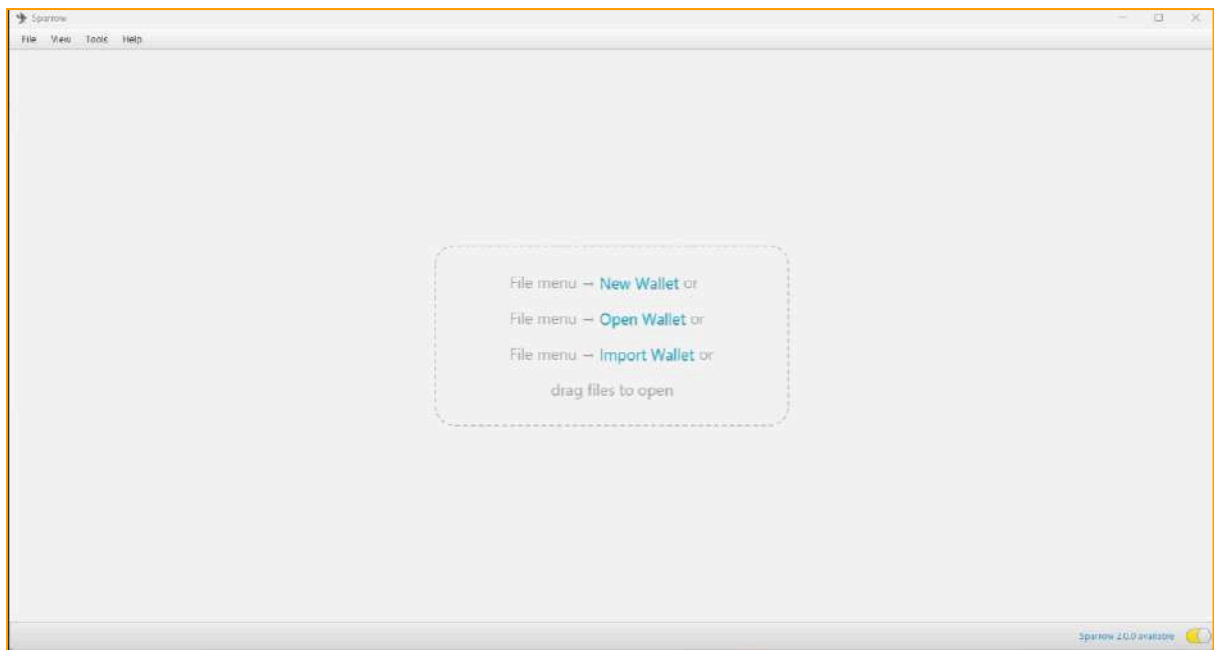 Sparrow
File View Tools Help
File menu → New Wallet or
File menu → Open Wallet or
File menu → Import Wallet or
drag files to open
Sparrow 2.0.0 available